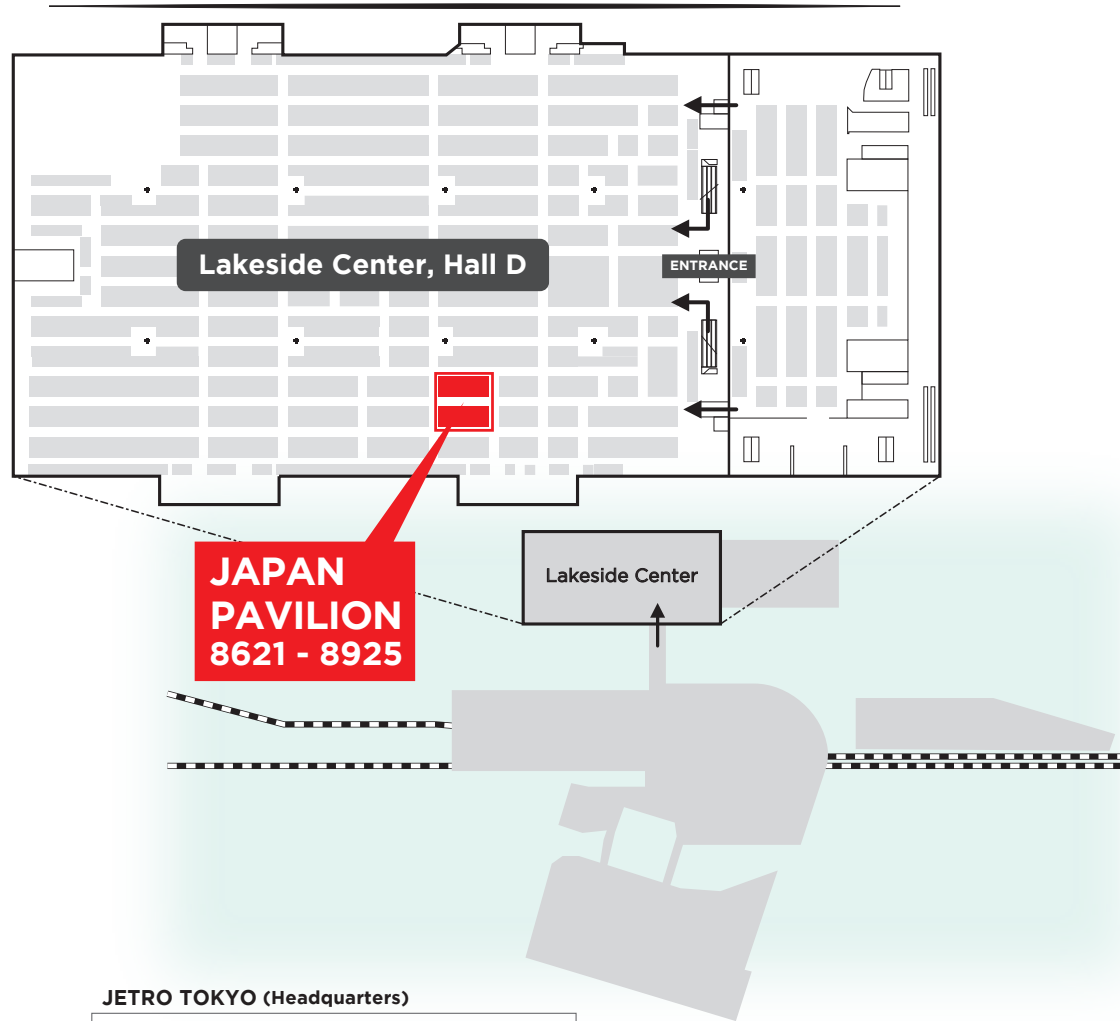 Lakeside Center, Hall D
ENTRANCE
Lakeside Center
JAPAN
PAVILION
8621 - 8925
JETRO TOKYO (Headquarters)